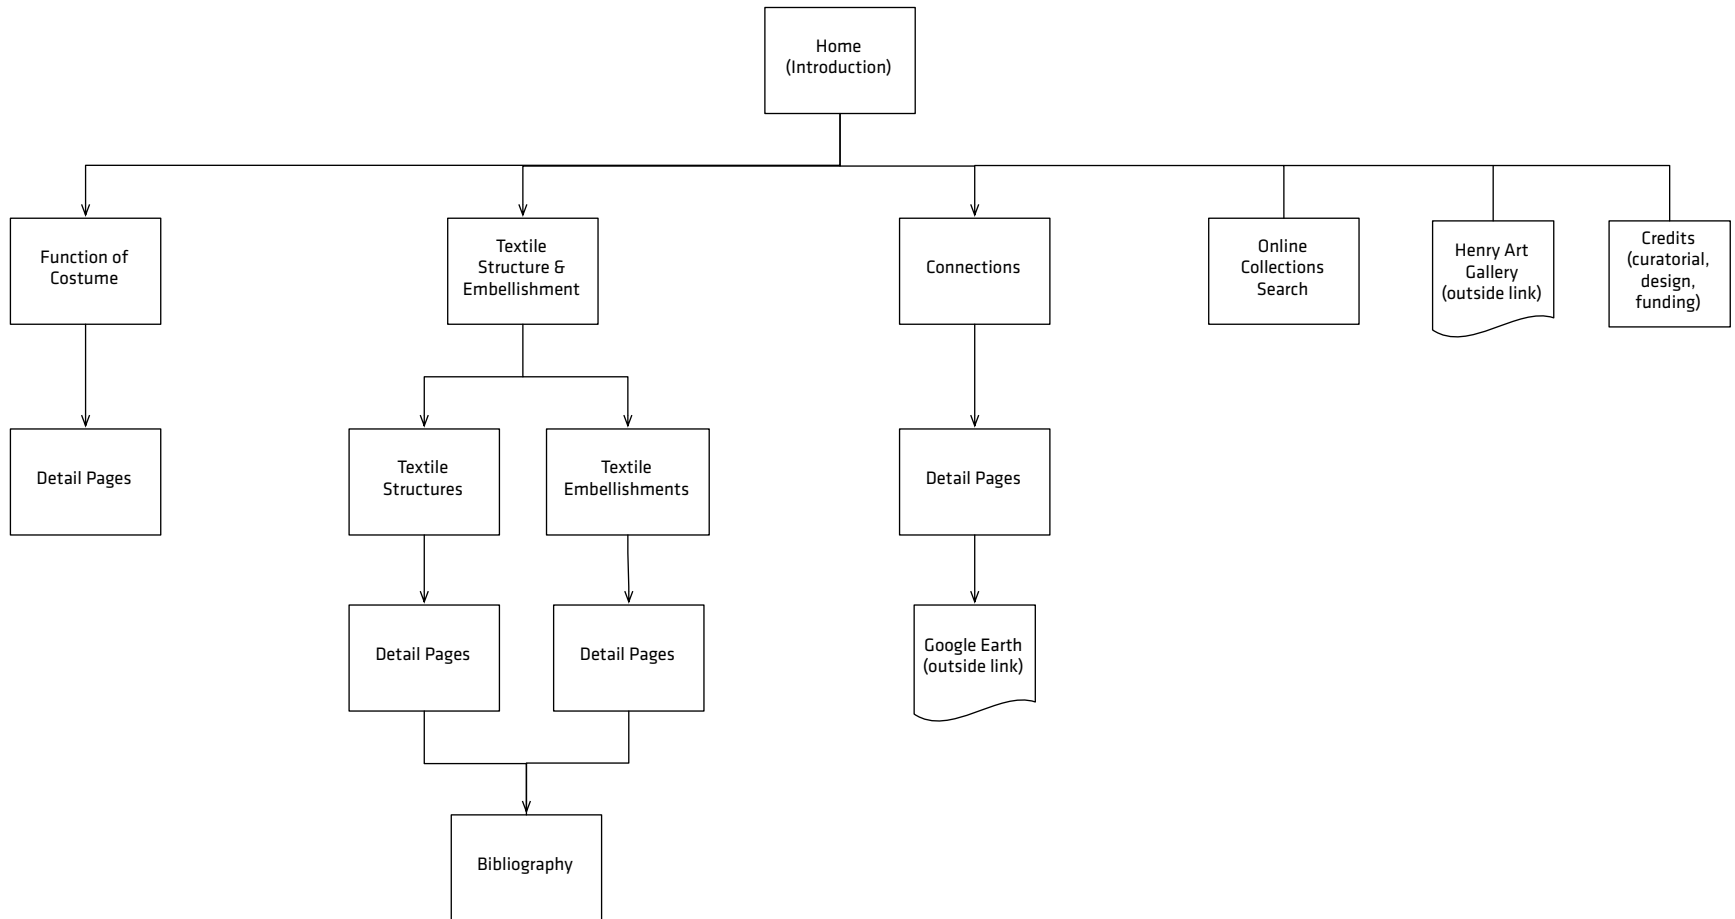 Home
(Introduction)
Function of
Costume
Textile
Structure &
Embellishment
Connections
Online
Collections
Search
Henry Art
Gallery
(outside link)
Credits
(curatorial,
design,
funding)
Detail Pages
Textile
Structures
Textile
Embellishments
Detail Pages
Detail Pages
Detail Pages
Google Earth
(outside link)
Bibliography